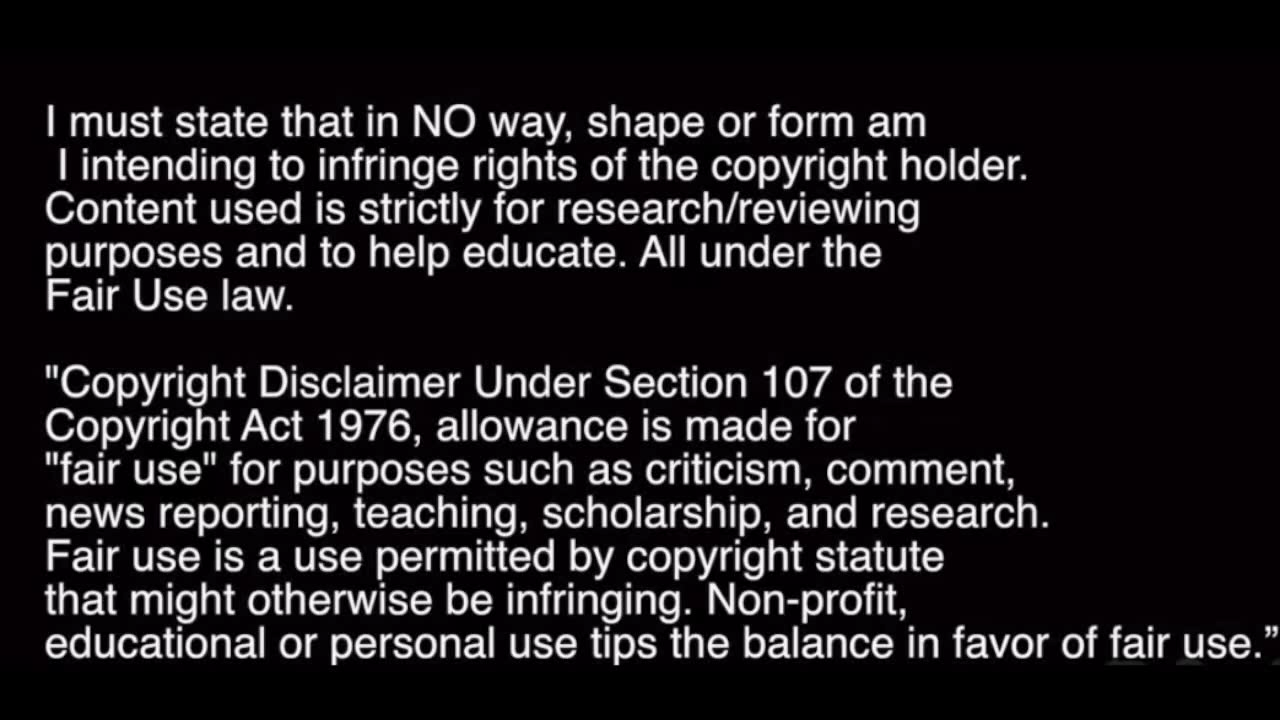 I must state that in NO way, shape or form am
I intending to infringe rights of the copyright holder.
Content used is strictly for research/reviewing
purposes and to help educate. All under the
Fair Use law.
"Copyright Disclaimer Under Section 107 of the
Copyright Act 1976, allowance is made for
"fair use" for purposes such as criticism, comment,
news reporting, teaching, scholarship, and research.
Fair use is a use permitted by copyright statute
that might otherwise be infringing. Non-profit,
educational or personal use tips the balance in favor of fair use.”